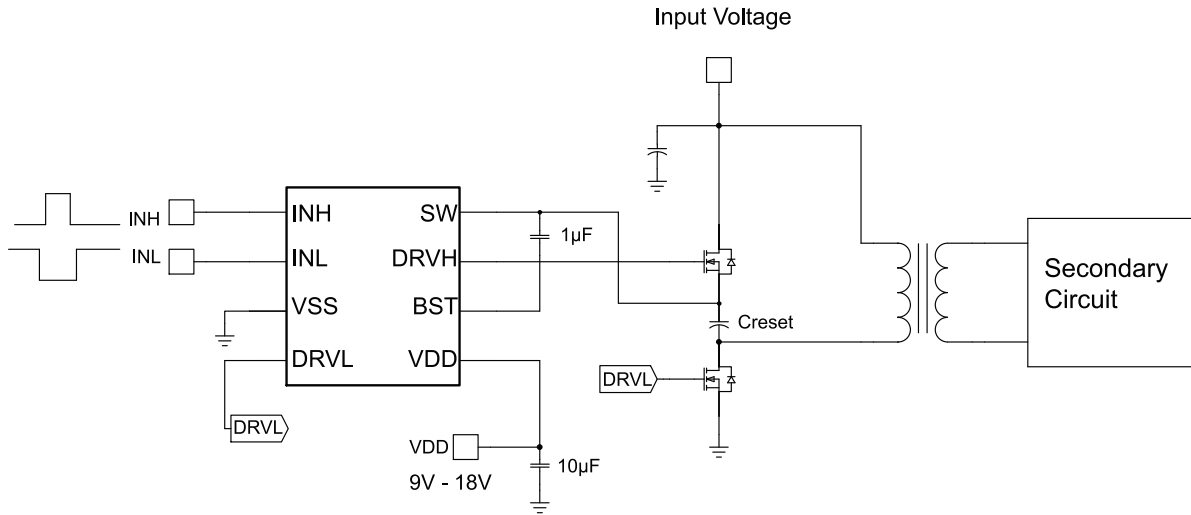 Input Voltage
INH
INL
INH
INL
VSS
DRVL
SW
DRVH
BST
VDD
1µF
DRVL
VDD
9V - 18V
10µF
Creset
DRVL
Secondary
Circuit